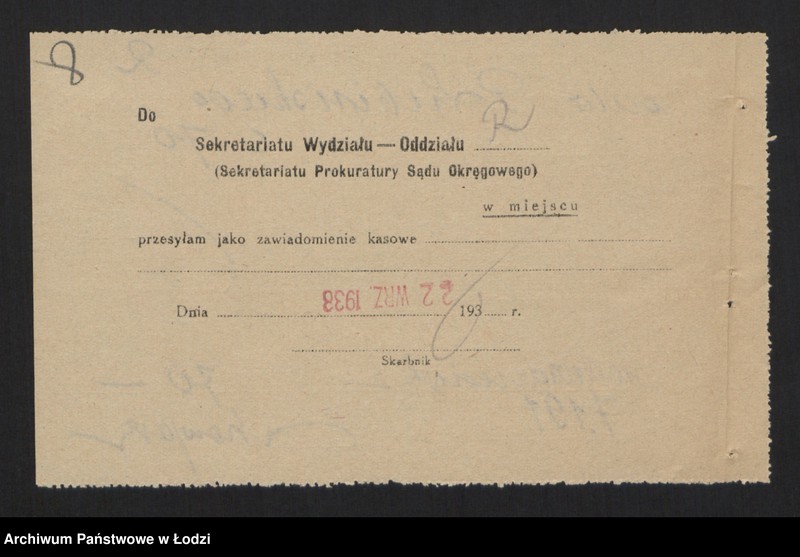 8
Do
Sekretariatu Wydziału — Oddziału R
(Sekretariatu Prokuratury Sądu Okręgowego)
w miejscu
przesyłam jako zawiadomienie kasowe
Dnia 22 WRZ. 1938 193 r.
Skarbnik
Archiwum Państwowe w Łodzi